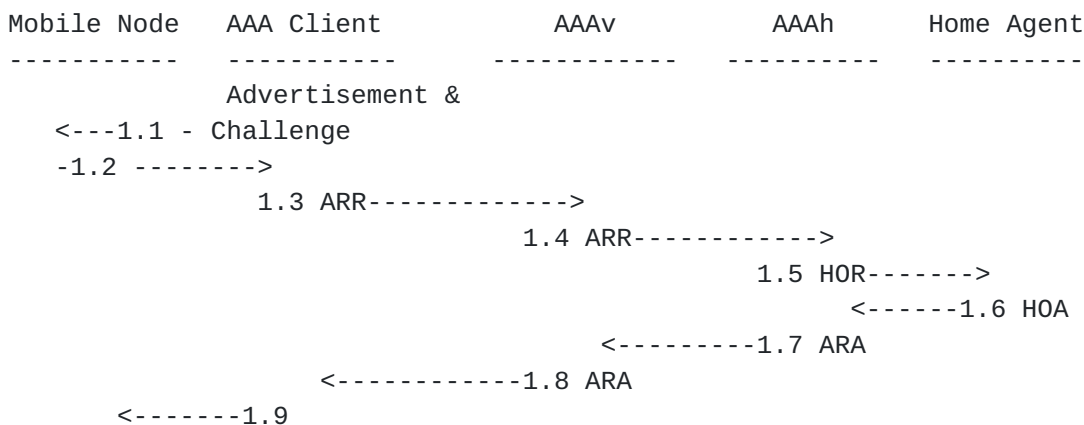 Mobile Node   AAA Client            AAAv          AAAh       Home Agent
-----------   -----------      ------------   ----------   ----------
              Advertisement &
   <---1.1 - Challenge
   -1.2 -------->
                1.3 ARR------------->
                                 1.4 ARR------------>
                                                1.5 HOR------->
                                                      <------1.6 HOA
                                      <---------1.7 ARA
                    <------------1.8 ARA
       <-------1.9